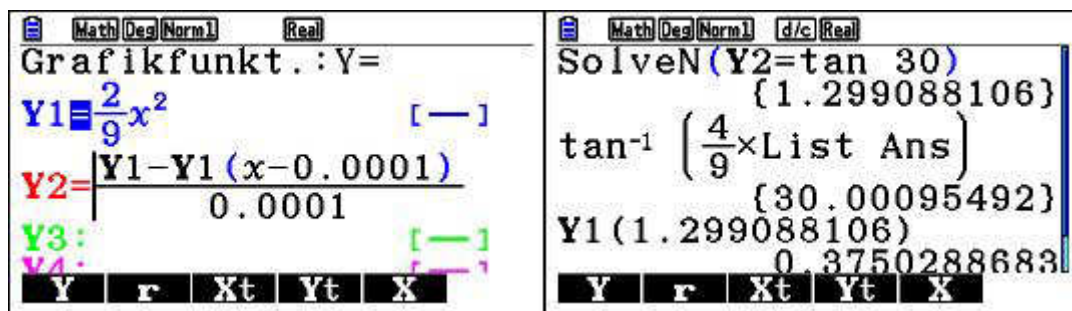 Math Deg Norm1 Real
Grafikfunkt.:Y=
Y1=2/9x² [—]
Y2=Y1-Y1(x-0.0001)/0.0001
Y3: [—]
Y4: [—]
Y r Xt Yt X
Math Deg Norm1 d/c Real
SolveN(Y2=tan 30)
{1.299088106}
tan⁻¹ (4/9×List Ans)
{30.00095492}
Y1(1.299088106)
0.3750288683
Y r Xt Yt X